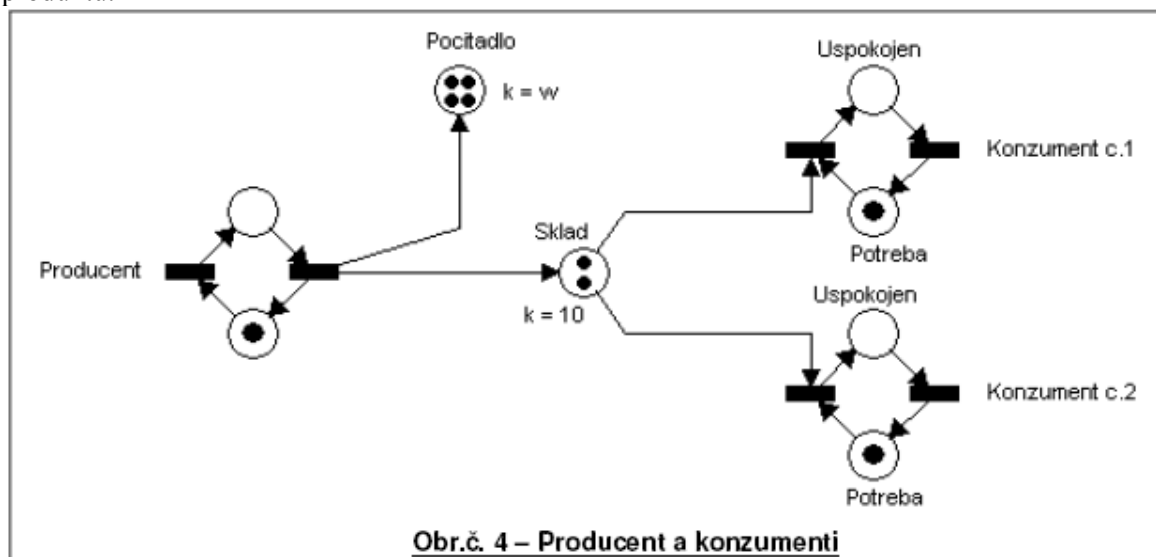 Pocitadlo
k = w
Uspokojen
Konzument c.1
Potreba
Producent
Sklad
k = 10
Uspokojen
Konzument c.2
Potreba
Obr.č. 4 – Producent a konzumenti